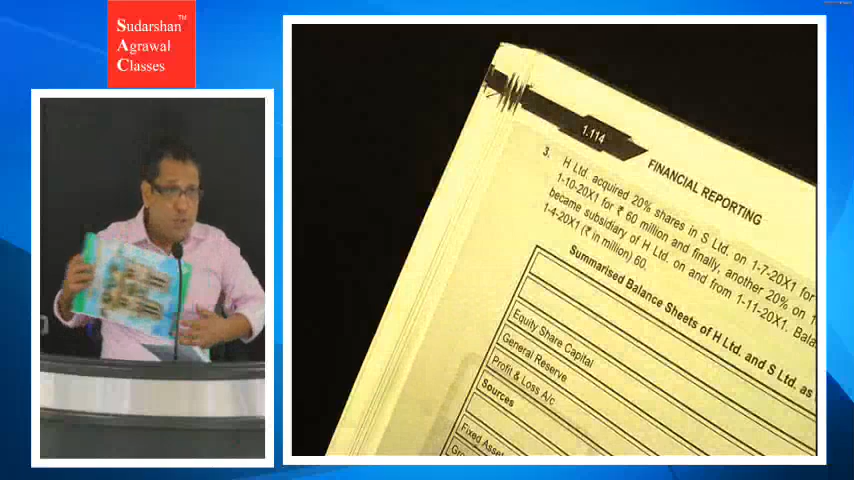 Sudarshan™
Agrawal
Classes
1.114
FINANCIAL REPORTING
3. H Ltd. acquired 20% shares in S Ltd. on 1-7-20X1 for
1-10-20X1 for ₹ 60 million and finally, another 20% on 1
became subsidiary of H Ltd. on and from 1-11-20X1. Bala
1-4-20X1 (₹ in million) 60.
Summarised Balance Sheets of H Ltd. and S Ltd. as
Equity Share Capital
General Reserve
Profit & Loss A/c
Sources
Fixed Asse
Gro